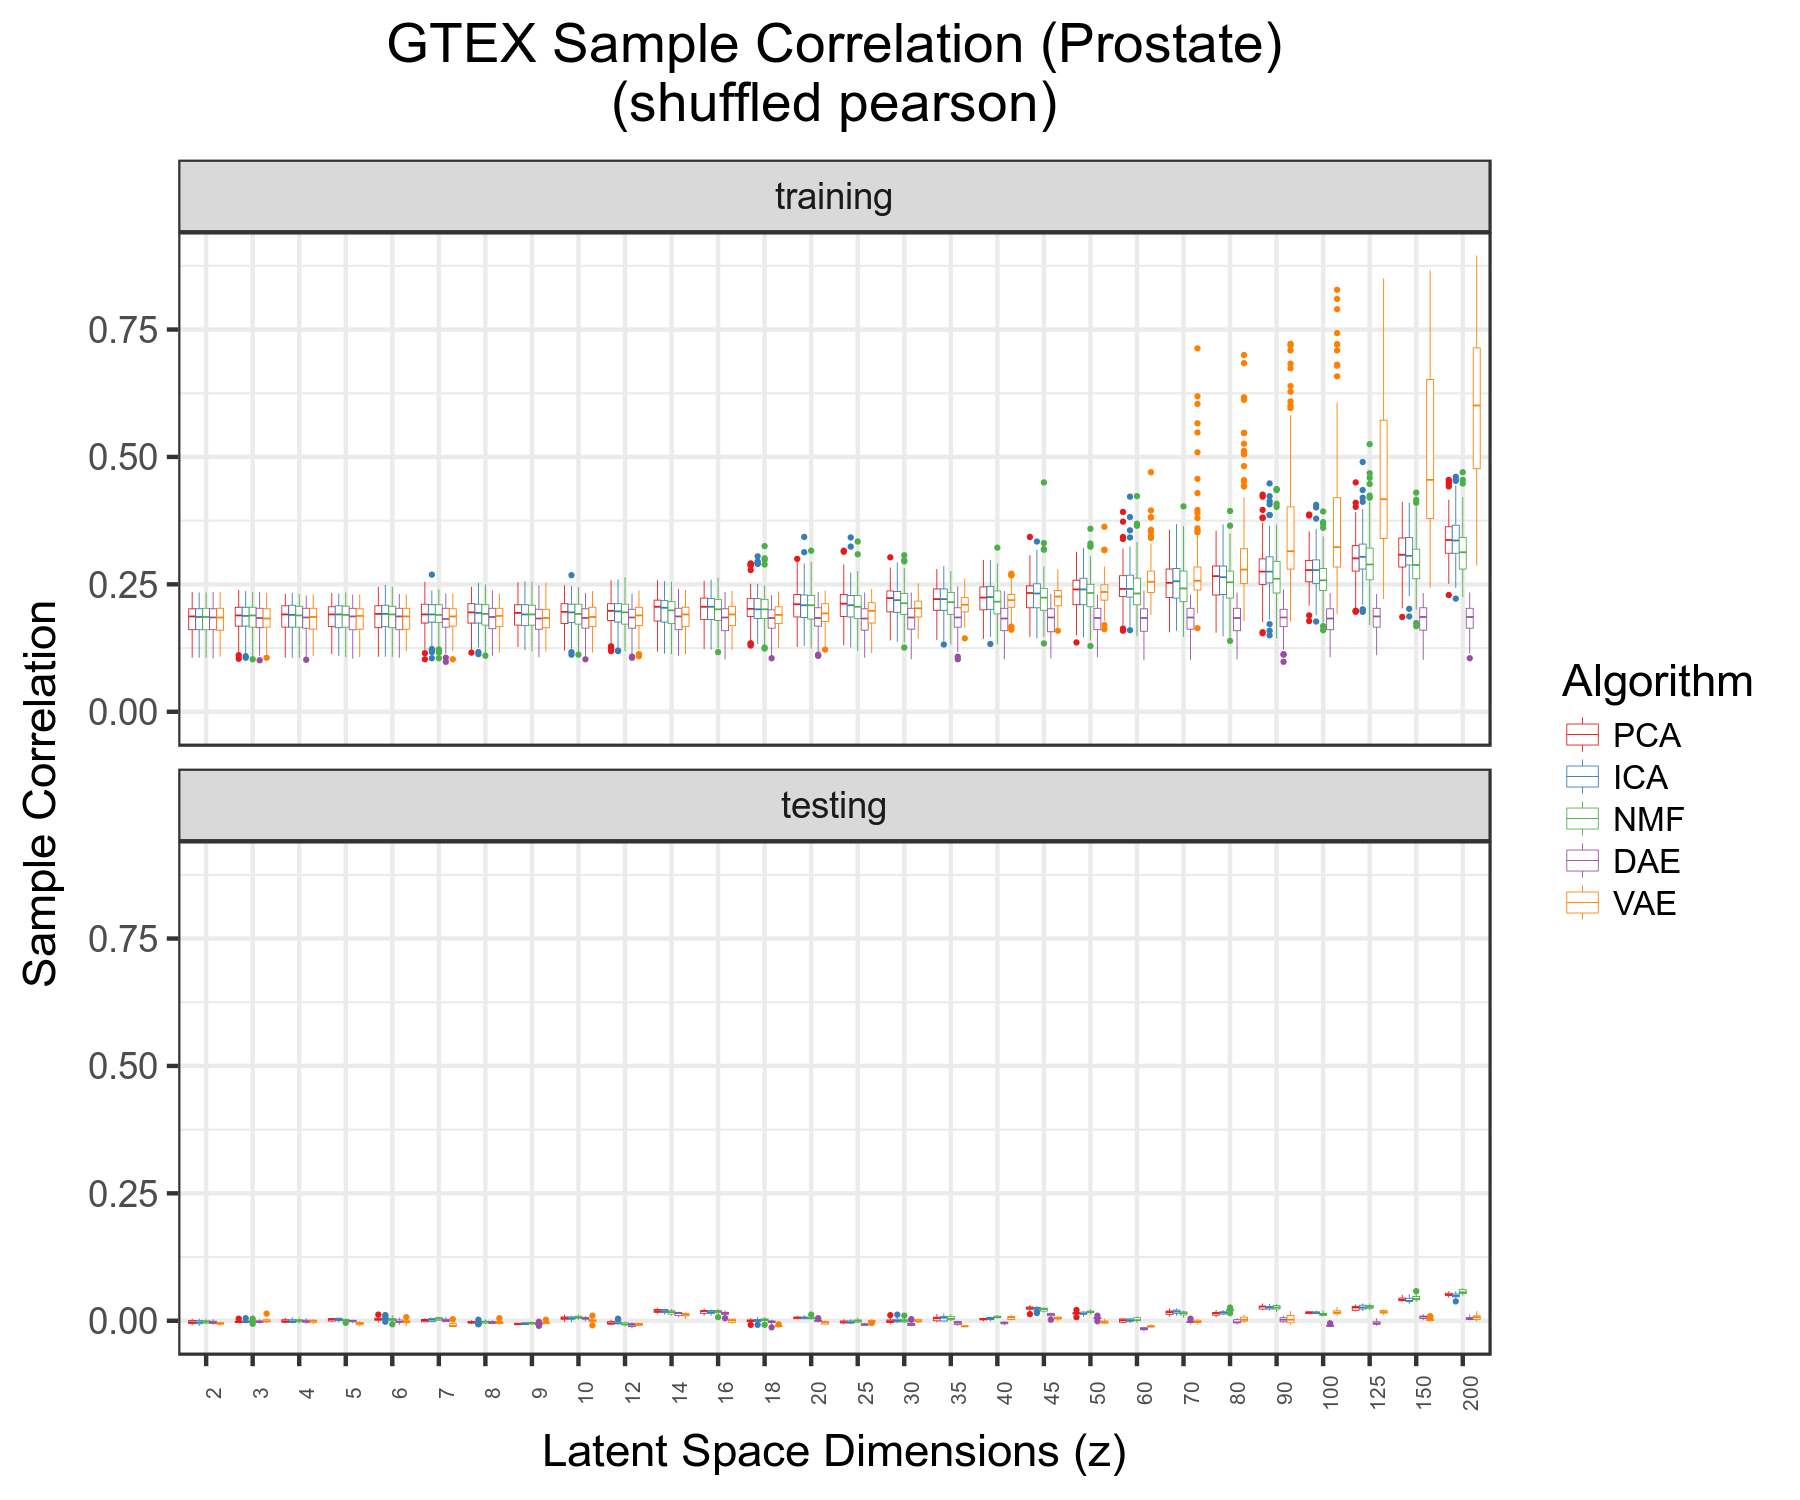 GTEX Sample Correlation (Prostate)
(shuffled pearson)
training
0.75
0.50
0.25
0.00
testing
0.75
0.50
0.25
0.00
Sample Correlation
2 3 4 5 6 7 8 9 10 12 14 16 18 20 25 30 35 40 45 50 60 70 80 90 100 125 150 200
Latent Space Dimensions (z)
Algorithm
PCA
ICA
NMF
DAE
VAE